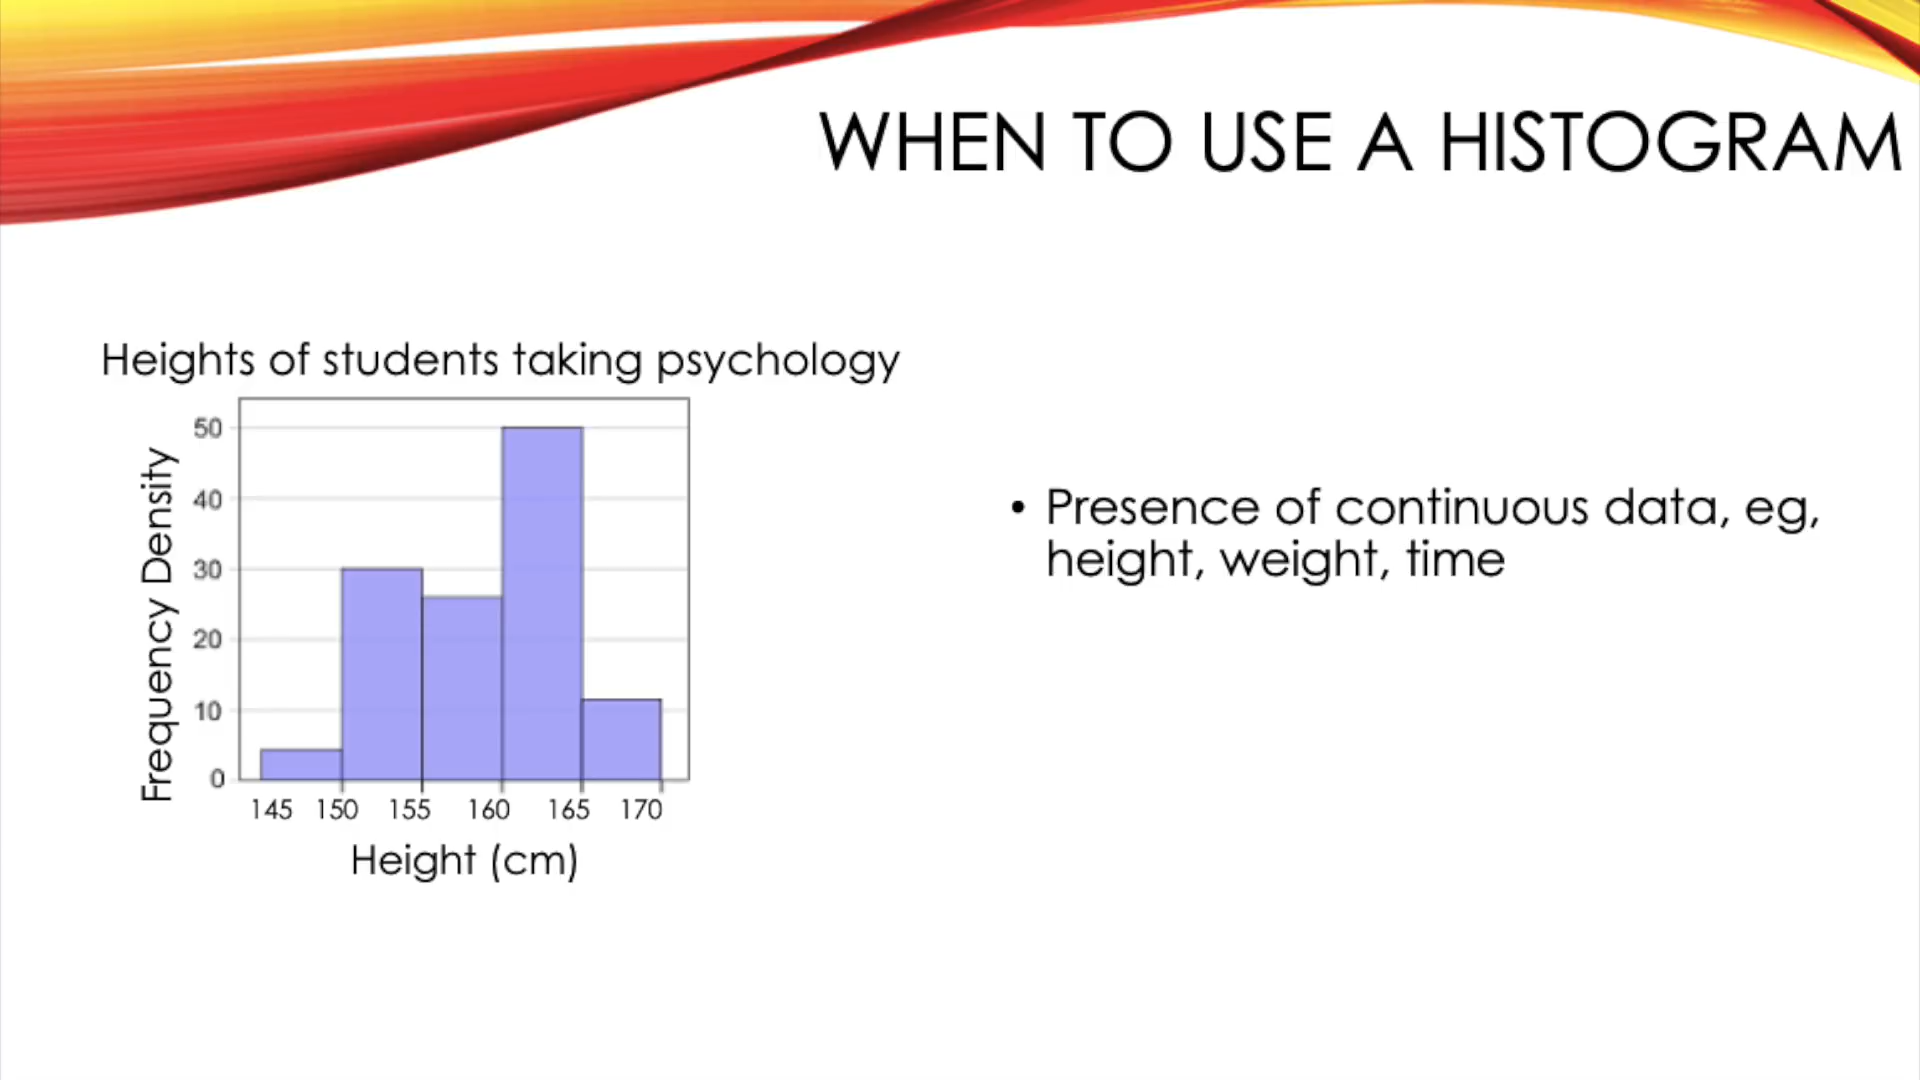 WHEN TO USE A HISTOGRAM
Heights of students taking psychology
Frequency Density
50
40
30
20
10
0
145 150 155 160 165 170
Height (cm)
• Presence of continuous data, eg,
height, weight, time